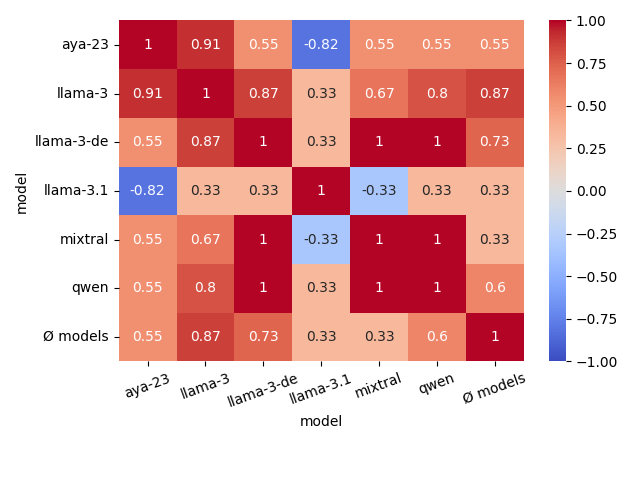 aya-23 1 0.91 0.55 -0.82 0.55 0.55 0.55
llama-3 0.91 1 0.87 0.33 0.67 0.8 0.87
llama-3-de 0.55 0.87 1 0.33 1 1 0.73
llama-3.1 -0.82 0.33 0.33 1 -0.33 0.33 0.33
mixtral 0.55 0.67 1 -0.33 1 1 0.33
qwen 0.55 0.8 1 0.33 1 1 0.6
Ø models 0.55 0.87 0.73 0.33 0.33 0.6 1
model
aya-23 llama-3 llama-3-de llama-3.1 mixtral qwen Ø models
model
1.00
0.75
0.50
0.25
0.00
−0.25
−0.50
−0.75
−1.00